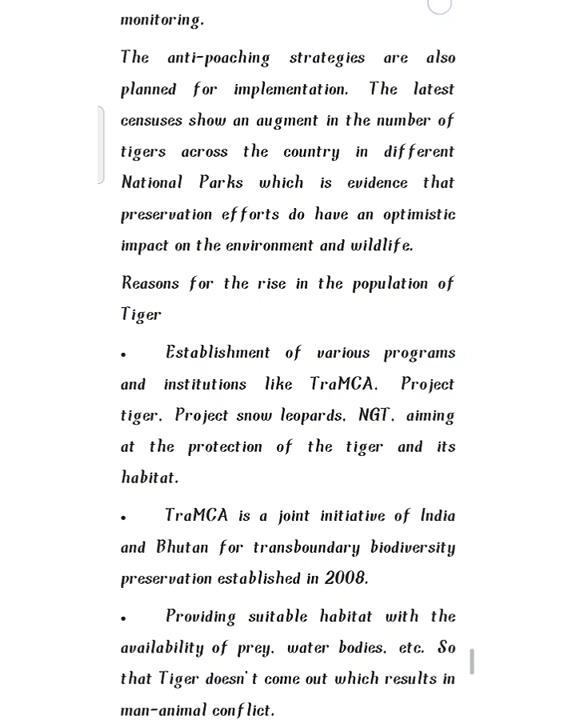 monitoring.
The anti-poaching strategies are also
planned for implementation. The latest
censuses show an augment in the number of
tigers across the country in different
National Parks which is evidence that
preservation efforts do have an optimistic
impact on the environment and wildlife.
Reasons for the rise in the population of
Tiger
• Establishment of various programs
and institutions like TraMCA, Project
tiger, Project snow leopards, NGT, aiming
at the protection of the tiger and its
habitat.
• TraMCA is a joint initiative of India
and Bhutan for transboundary biodiversity
preservation established in 2008.
• Providing suitable habitat with the
availability of prey, water bodies, etc. So
that Tiger doesn't come out which results in
man-animal conflict.